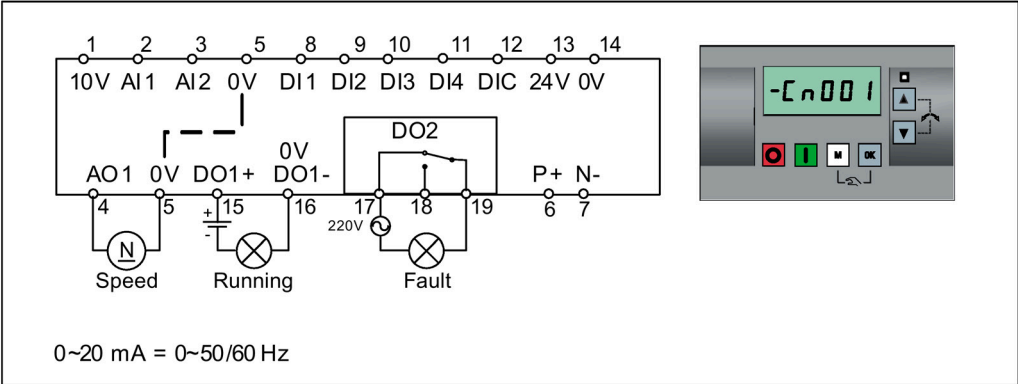 1 2 3 5 8 9 10 11 12 13 14
10V AI1 AI2 0V DI1 DI2 DI3 DI4 DIC 24V 0V
-Cn001
DO2
0V
AO1 0V DO1+ DO1- P+ N-
4 5 15 16 17 18 19 6 7
M OK
+
-
220V
N
Speed Running Fault
0~20 mA = 0~50/60 Hz